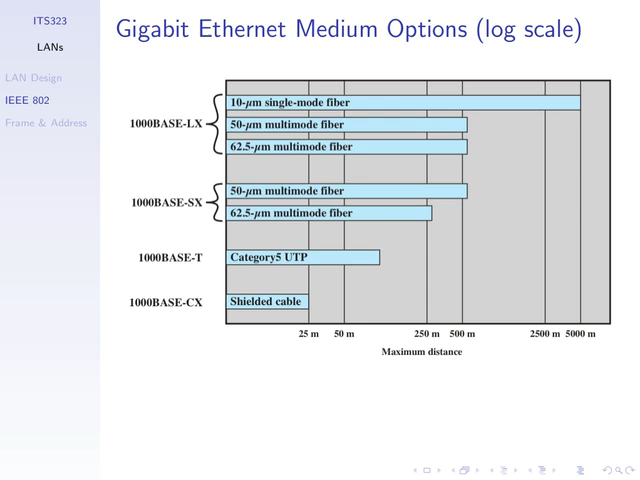 ITS323
LANs
LAN Design
IEEE 802
Frame & Address
Gigabit Ethernet Medium Options (log scale)
1000BASE-LX
10-μm single-mode fiber
50-μm multimode fiber
62.5-μm multimode fiber
1000BASE-SX
50-μm multimode fiber
62.5-μm multimode fiber
1000BASE-T
Category5 UTP
1000BASE-CX
Shielded cable
25 m 50 m 250 m 500 m 2500 m 5000 m
Maximum distance